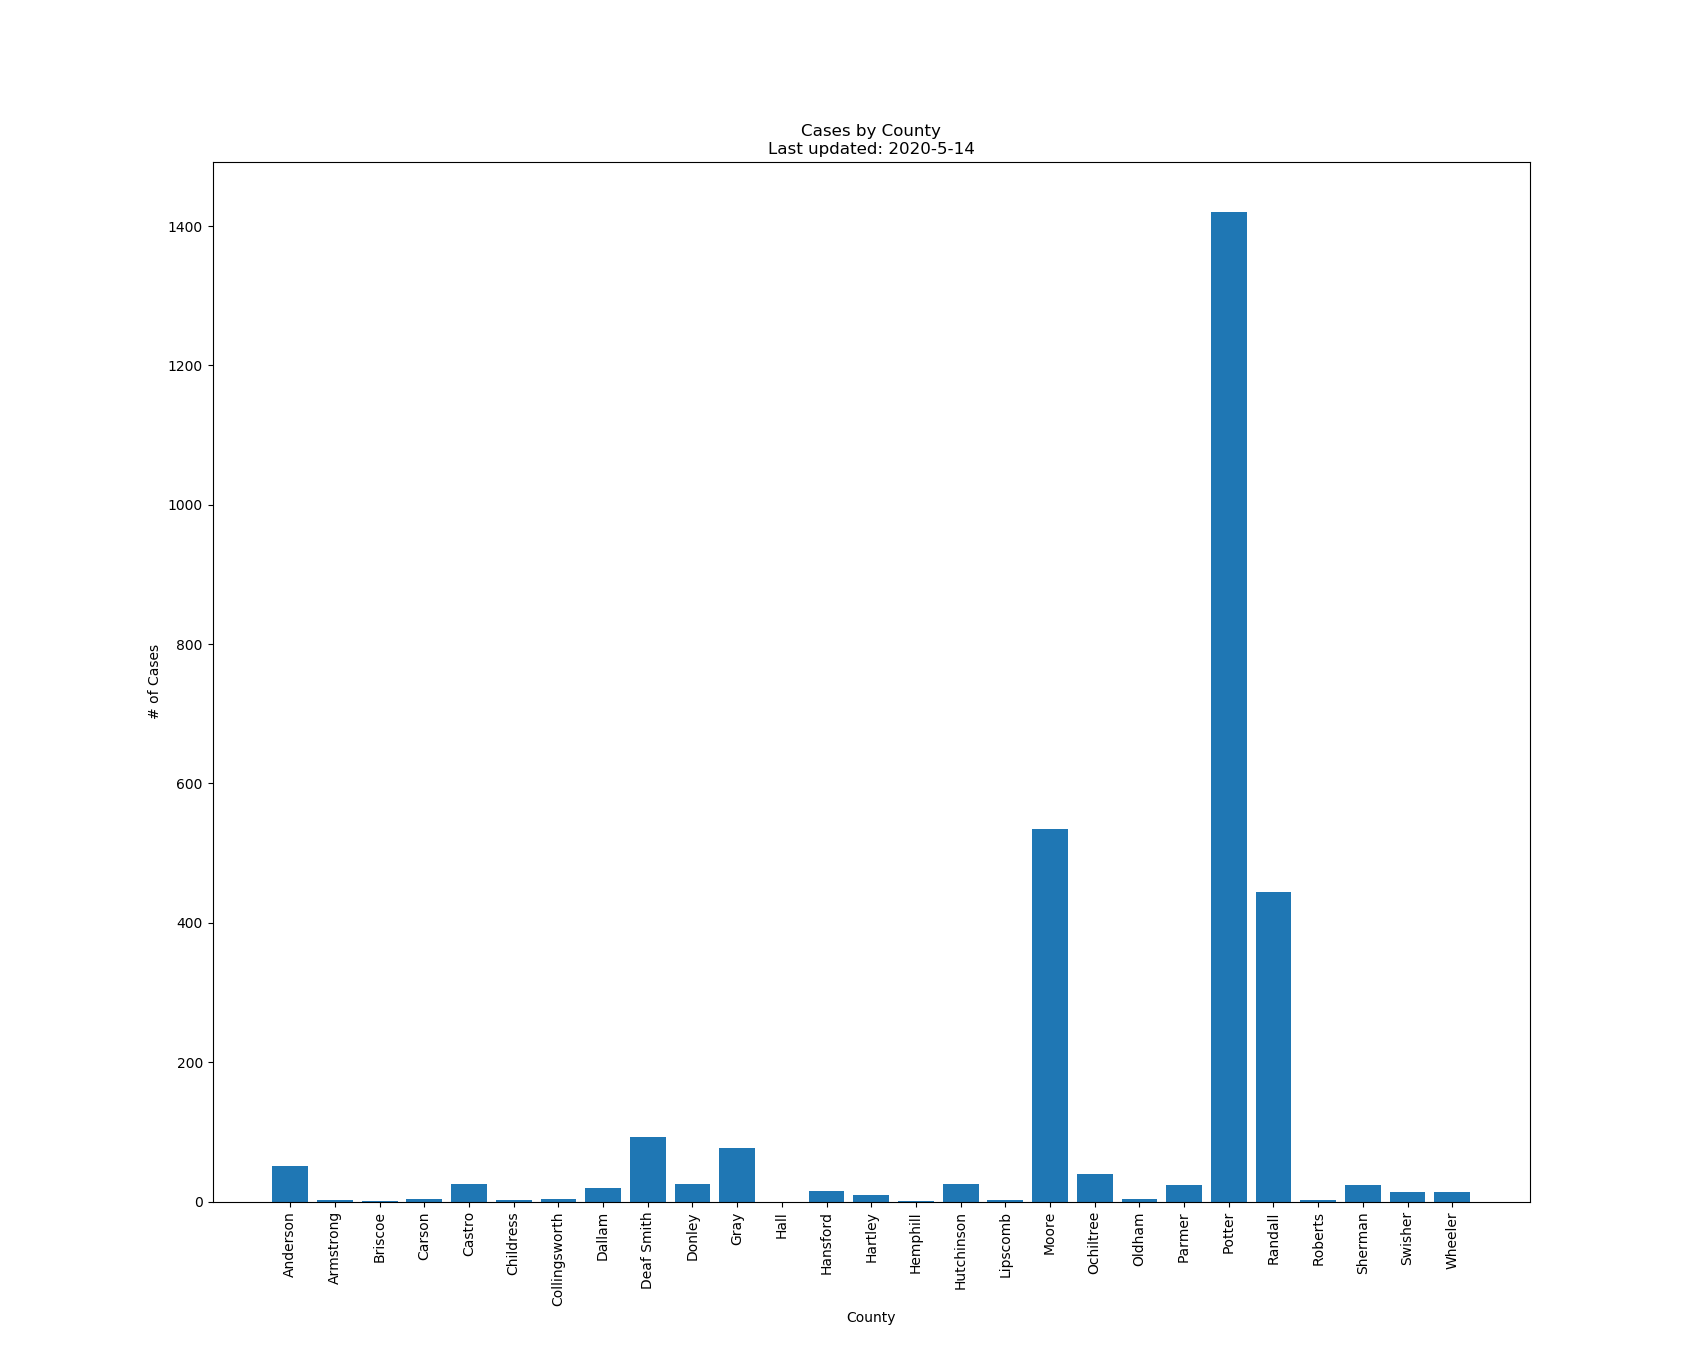 Cases by County
Last updated: 2020-5-14
1400
1200
1000
800
600
400
200
0
# of Cases
Anderson
Armstrong
Briscoe
Carson
Castro
Childress
Collingsworth
Dallam
Deaf Smith
Donley
Gray
Hall
Hansford
Hartley
Hemphill
Hutchinson
Lipscomb
Moore
Ochiltree
Oldham
Parmer
Potter
Randall
Roberts
Sherman
Swisher
Wheeler
County